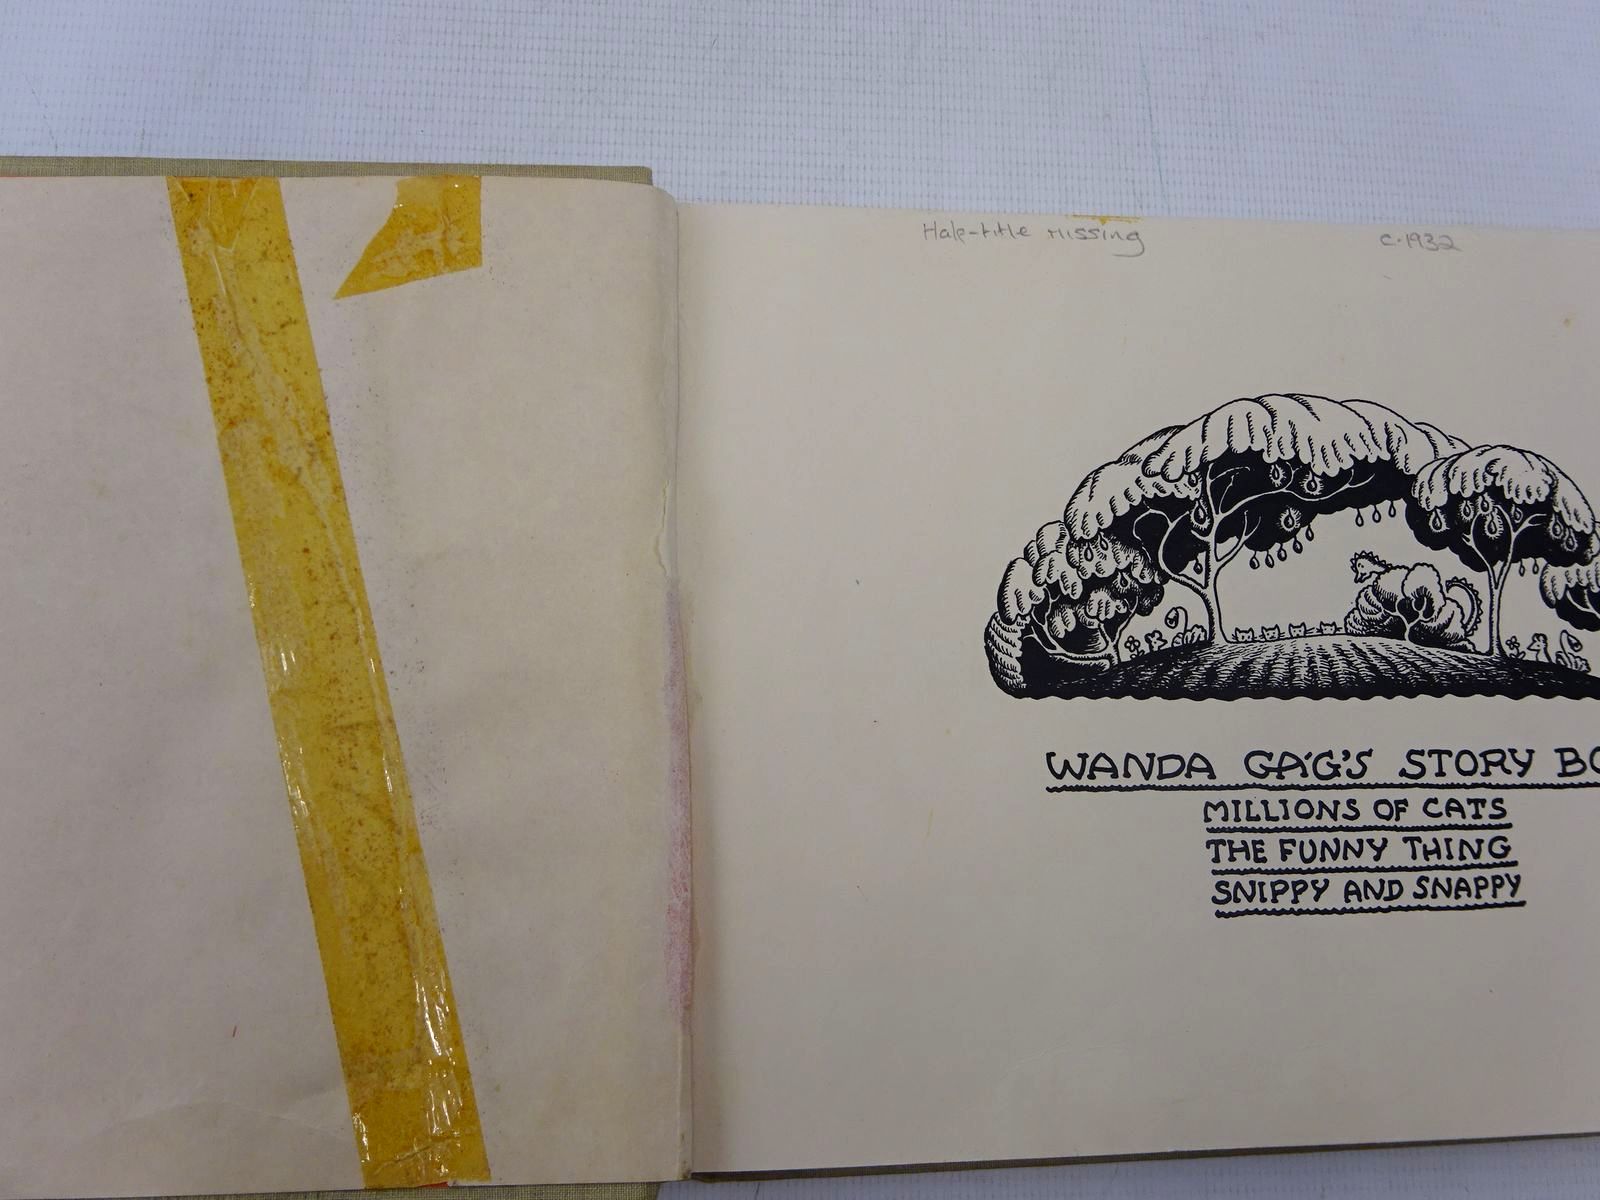 Half-title missing
c.1932
WANDA GÁG'S STORY BO
MILLIONS OF CATS
THE FUNNY THING
SNIPPY AND SNAPPY